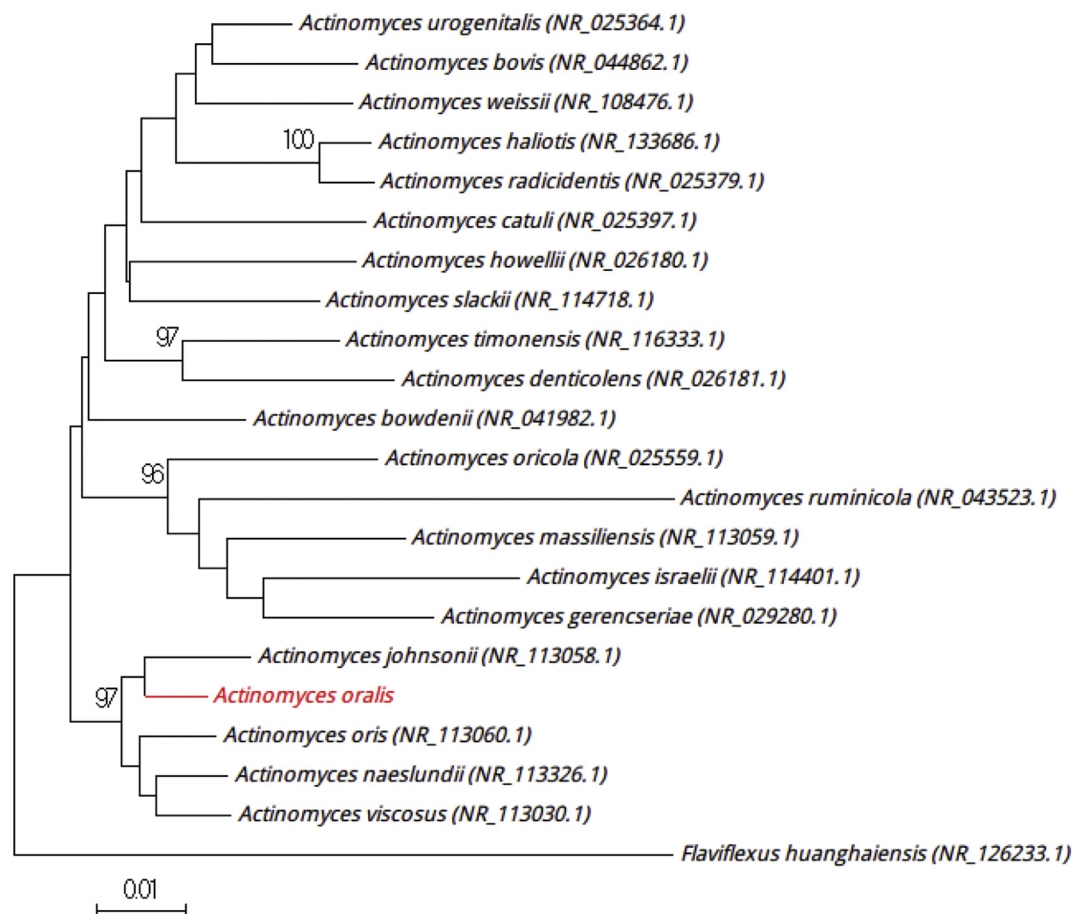 Actinomyces urogenitalis (NR_025364.1)
Actinomyces bovis (NR_044862.1)
Actinomyces weissii (NR_108476.1)
100
Actinomyces haliotis (NR_133686.1)
Actinomyces radicidentis (NR_025379.1)
Actinomyces catuli (NR_025397.1)
Actinomyces howellii (NR_026180.1)
Actinomyces slackii (NR_114718.1)
97
Actinomyces timonensis (NR_116333.1)
Actinomyces denticolens (NR_026181.1)
Actinomyces bowdenii (NR_041982.1)
96
Actinomyces oricola (NR_025559.1)
Actinomyces ruminicola (NR_043523.1)
Actinomyces massiliensis (NR_113059.1)
Actinomyces israelii (NR_114401.1)
Actinomyces gerencseriae (NR_029280.1)
Actinomyces johnsonii (NR_113058.1)
97
Actinomyces oralis
Actinomyces oris (NR_113060.1)
Actinomyces naeslundii (NR_113326.1)
Actinomyces viscosus (NR_113030.1)
Flaviflexus huanghaiensis (NR_126233.1)
0.01